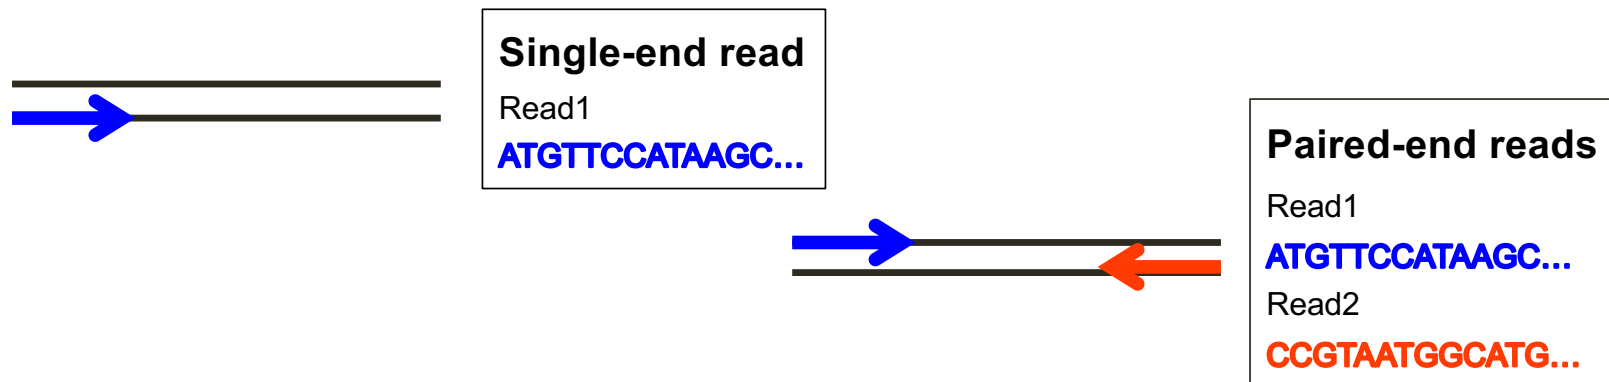 Single-end read
Read1
ATGTTCCATAAGC...
Paired-end reads
Read1
ATGTTCCATAAGC...
Read2
CCGTAATGGCATG...